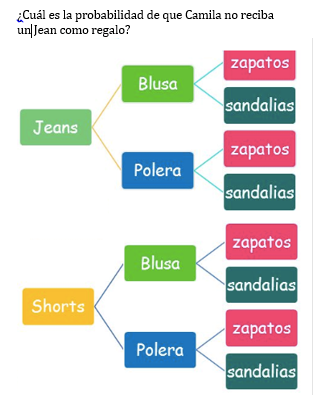 ¿Cuál es la probabilidad de que Camila no reciba
un Jean como regalo?
zapatos
Blusa
sandalias
Jeans
zapatos
Polera
sandalias
zapatos
Blusa
sandalias
Shorts
zapatos
Polera
sandalias